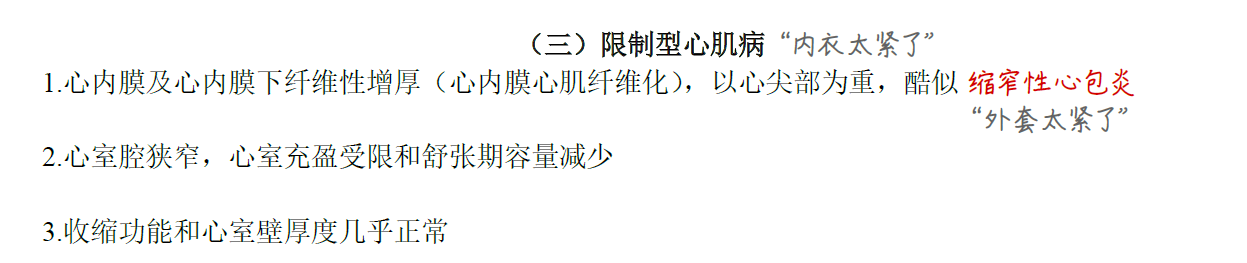 （三）限制型心肌病 “内衣太紧了”
1.心内膜及心内膜下纤维性增厚（心内膜心肌纤维化），以心尖部为重，酷似 缩窄性心包炎
“外套太紧了”
2.心室腔狭窄，心室充盈受限和舒张期容量减少
3.收缩功能和心室壁厚度几乎正常